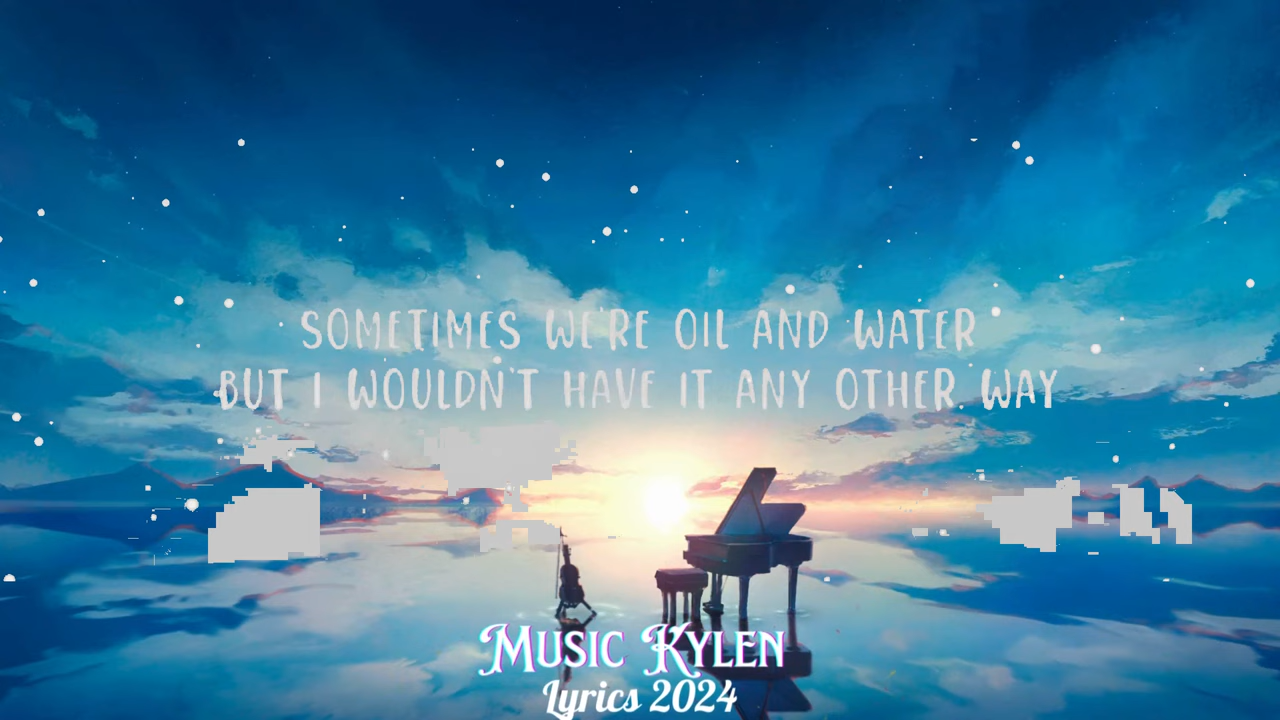 SOMETIMES WE'RE OIL AND WATER
BUT I WOULDN'T HAVE IT ANY OTHER WAY
MUSIC KYLEN
Lyrics 2024